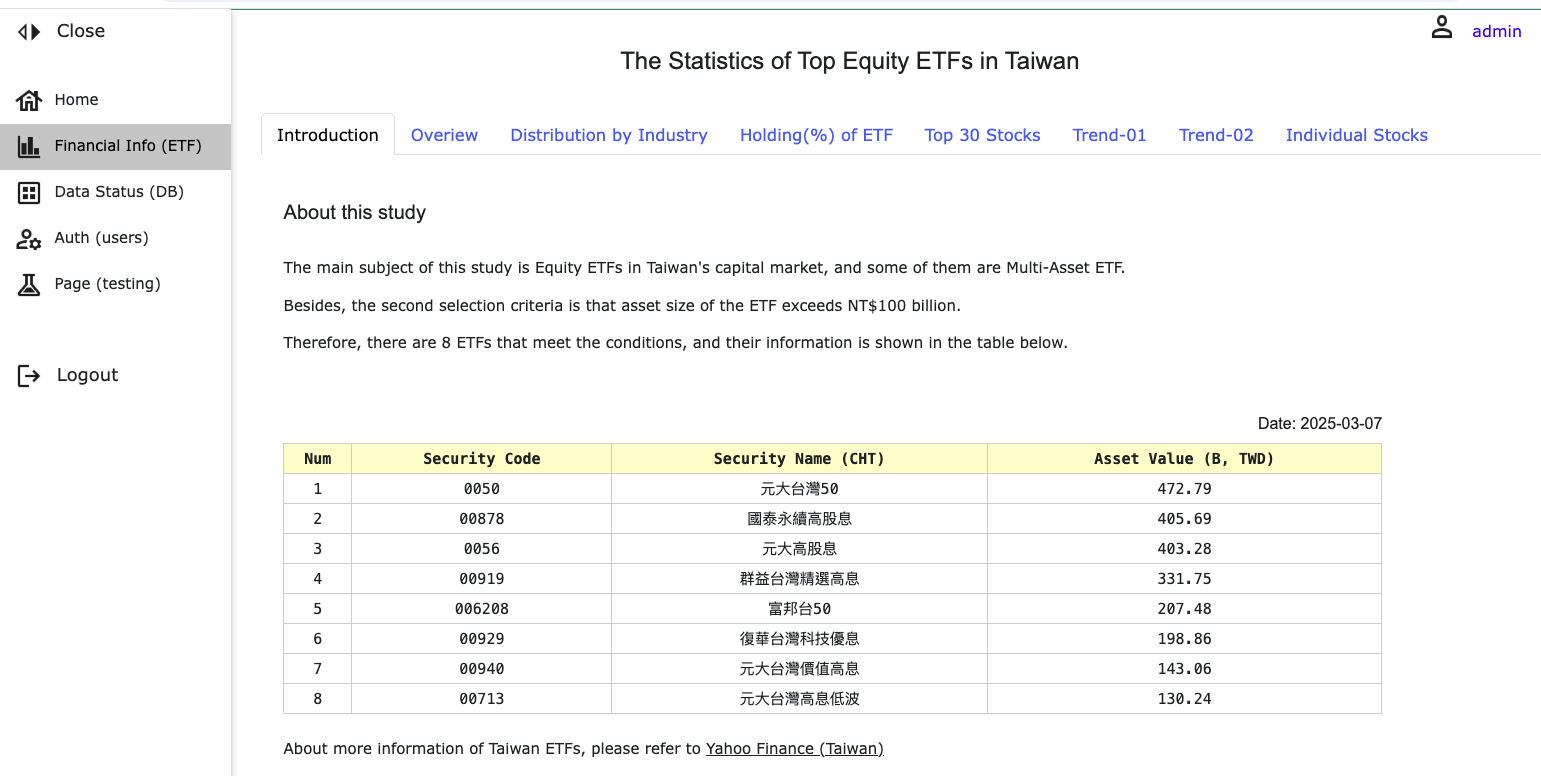 Close
Home
Financial Info (ETF)
Data Status (DB)
Auth (users)
Page (testing)
Logout
admin
The Statistics of Top Equity ETFs in Taiwan
Introduction Overiew Distribution by Industry Holding(%) of ETF Top 30 Stocks Trend-01 Trend-02 Individual Stocks
About this study
The main subject of this study is Equity ETFs in Taiwan's capital market, and some of them are Multi-Asset ETF.
Besides, the second selection criteria is that asset size of the ETF exceeds NT$100 billion.
Therefore, there are 8 ETFs that meet the conditions, and their information is shown in the table below.
Date: 2025-03-07
Num Security Code Security Name (CHT) Asset Value (B, TWD)
1 0050 元大台灣50 472.79
2 00878 國泰永續高股息 405.69
3 0056 元大高股息 403.28
4 00919 群益台灣精選高息 331.75
5 006208 富邦台50 207.48
6 00929 復華台灣科技優息 198.86
7 00940 元大台灣價值高息 143.06
8 00713 元大台灣高息低波 130.24
About more information of Taiwan ETFs, please refer to Yahoo Finance (Taiwan)